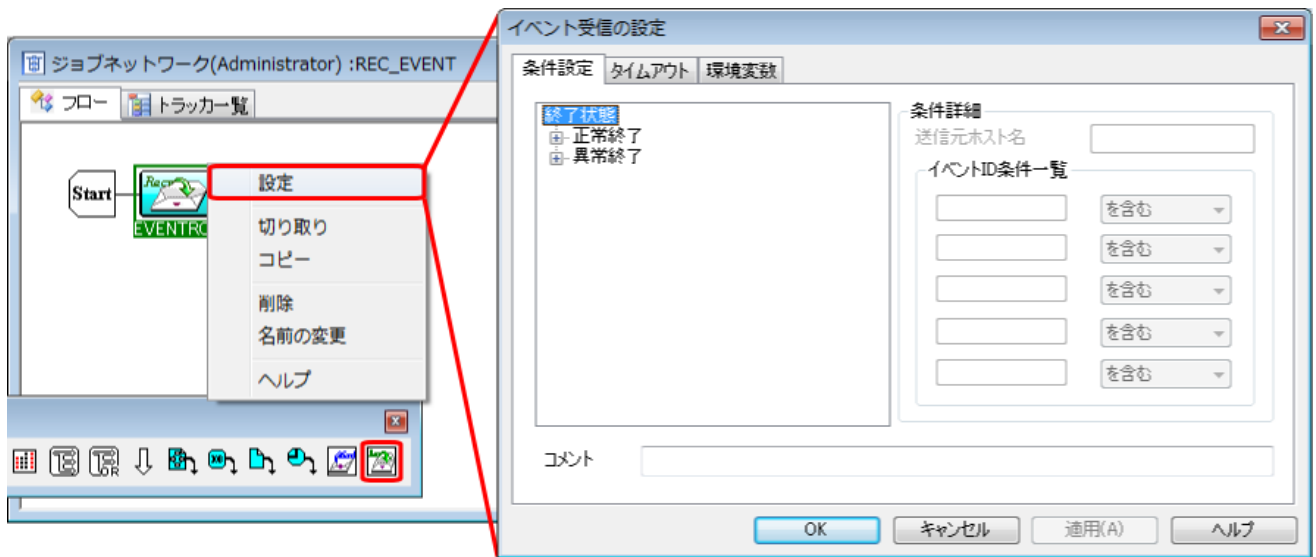 ジョブネットワーク(Administrator) :REC_EVENT
フロー
トラッカ一覧
Start
Recv
EVENTRC
設定
切り取り
コピー
削除
名前の変更
ヘルプ
イベント受信の設定
条件設定
タイムアウト
環境変数
終了状態
正常終了
異常終了
条件詳細
送信元ホスト名
イベントID条件一覧
を含む
を含む
を含む
を含む
を含む
コメント
OK
キャンセル
適用(A)
ヘルプ